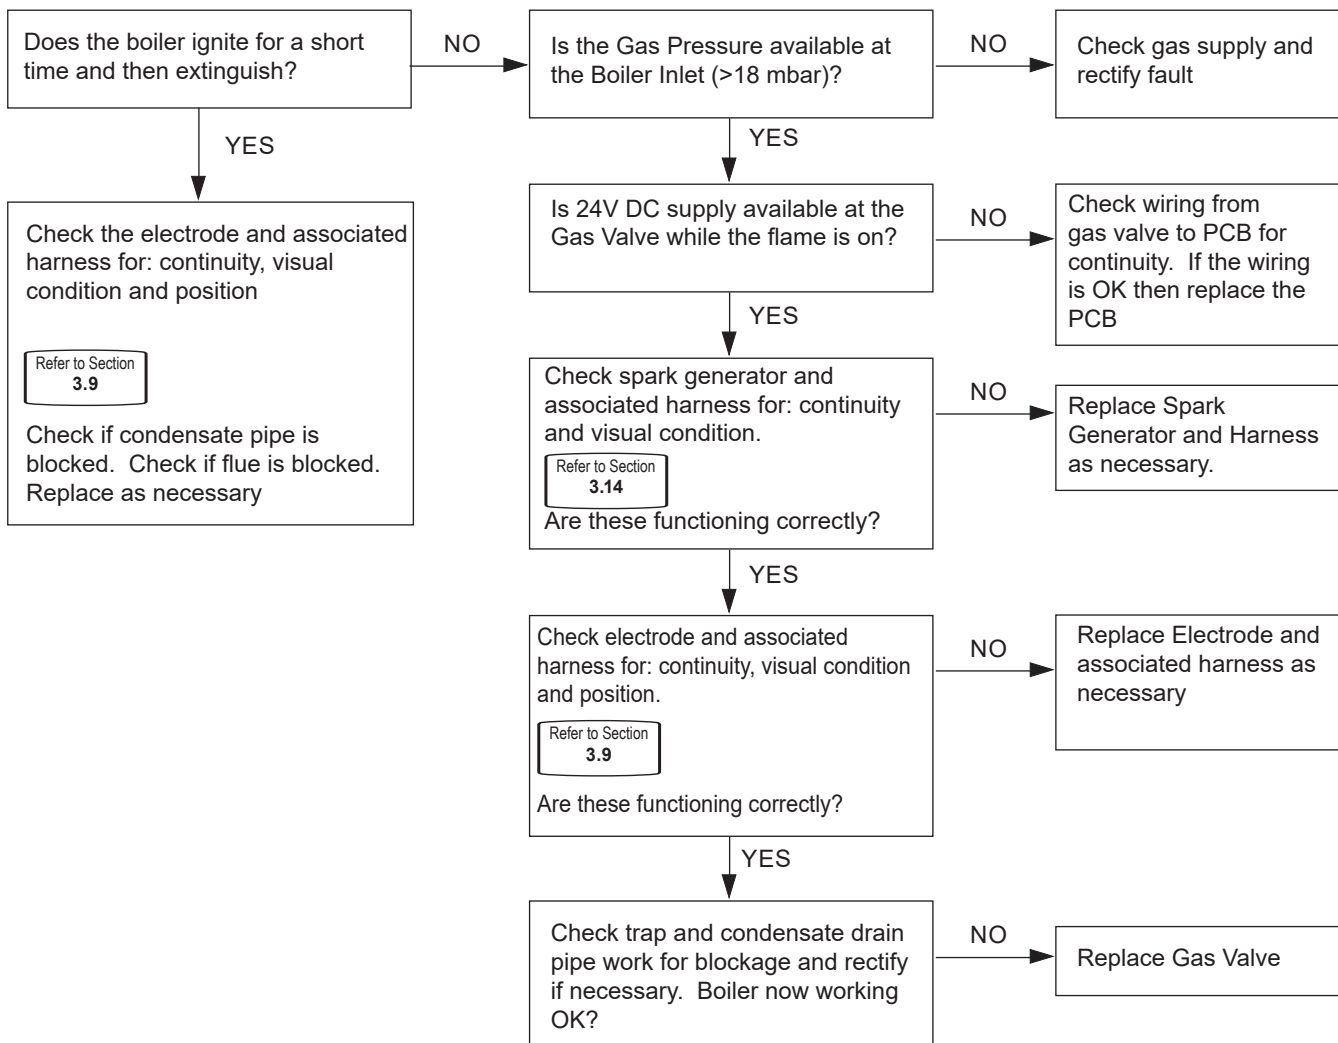 Does the boiler ignite for a short
time and then extinguish?
NO
Is the Gas Pressure available at
the Boiler Inlet (>18 mbar)?
NO
Check gas supply and
rectify fault
YES
YES
Check the electrode and associated
harness for: continuity, visual
condition and position
Refer to Section
3.9
Check if condensate pipe is
blocked.  Check if flue is blocked.
Replace as necessary
Is 24V DC supply available at the
Gas Valve while the flame is on?
NO
Check wiring from
gas valve to PCB for
continuity.  If the wiring
is OK then replace the
PCB
YES
Check spark generator and
associated harness for: continuity
and visual condition.
Refer to Section
3.14
Are these functioning correctly?
NO
Replace Spark
Generator and Harness
as necessary.
YES
Check electrode and associated
harness for: continuity, visual condition
and position.
Refer to Section
3.9
Are these functioning correctly?
NO
Replace Electrode and
associated harness as
necessary
YES
Check trap and condensate drain
pipe work for blockage and rectify
if necessary.  Boiler now working
OK?
NO
Replace Gas Valve